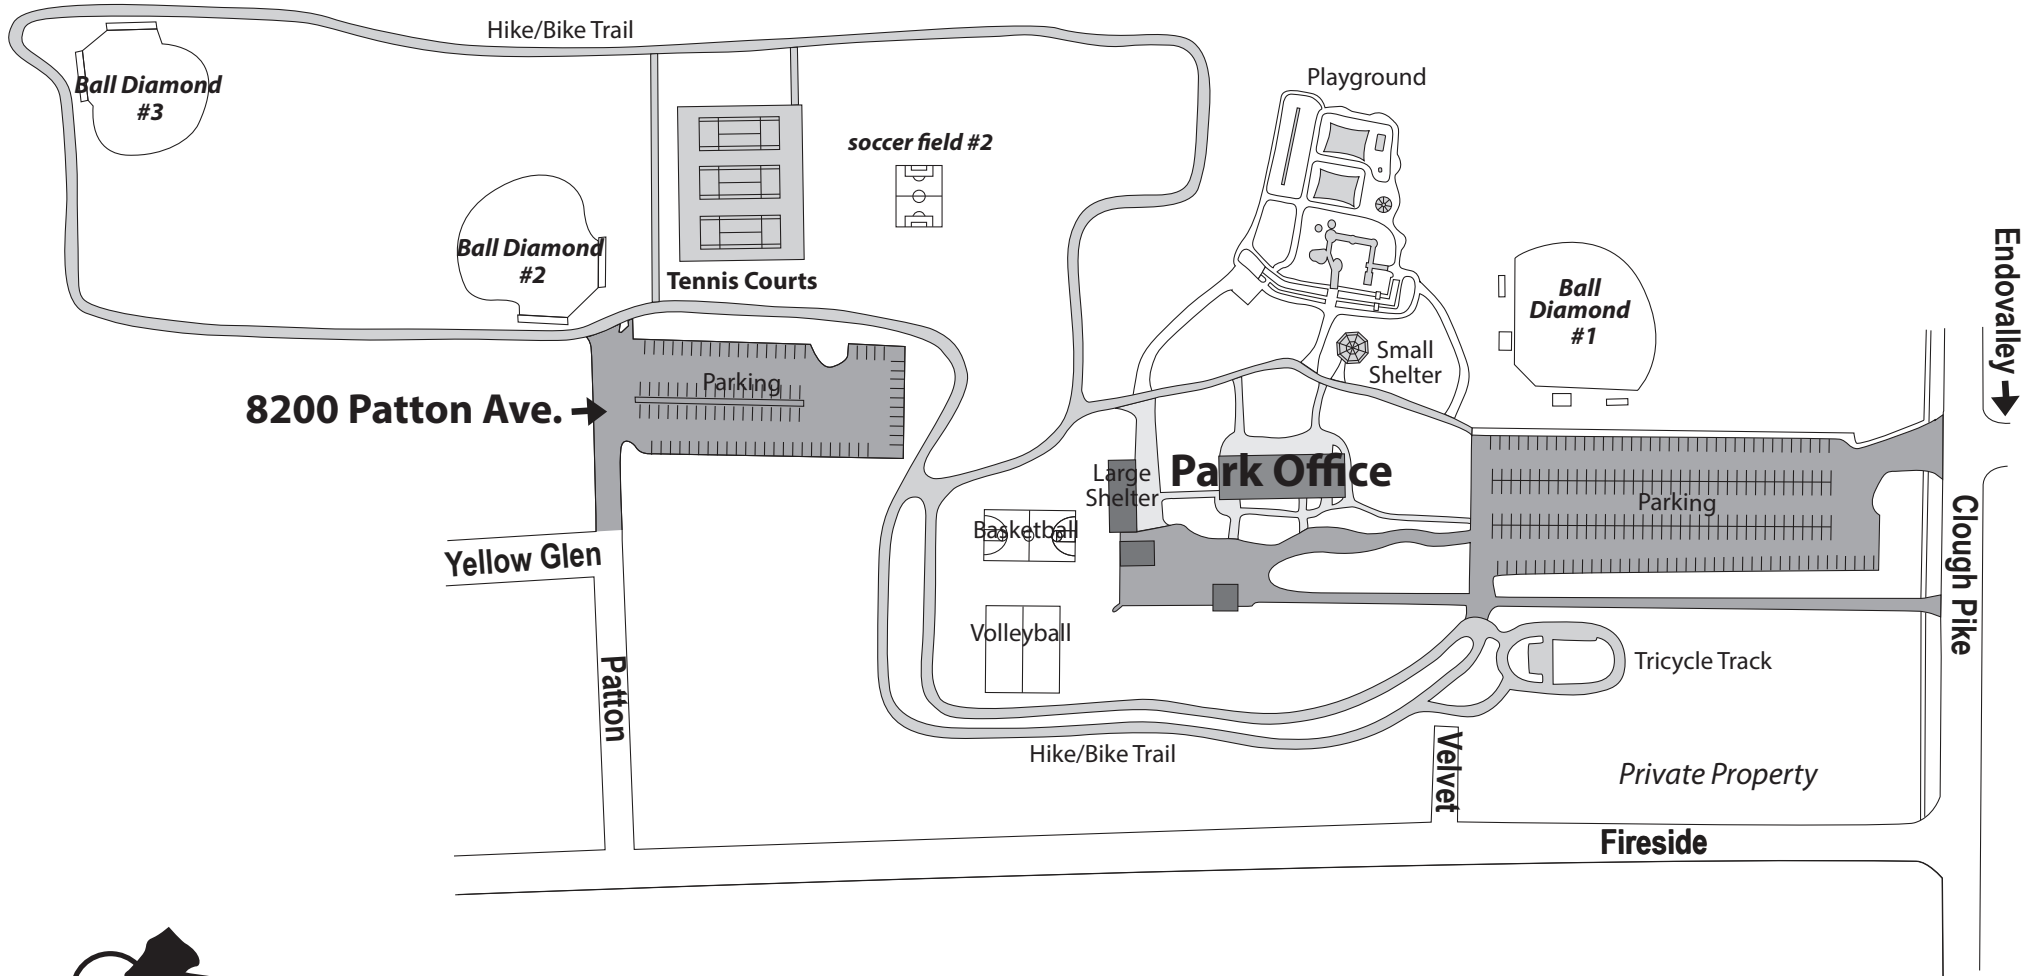 Hike/Bike Trail
Playground
Ball Diamond
#3
soccer field #2
Endovalley
Ball Diamond
#2
Tennis Courts
Ball
Diamond
#1
Small
Shelter
Parking
8200 Patton Ave.
Large
Shelter
Park Office
Parking
Clough Pike
Basketball
Yellow Glen
Volleyball
Patton
Tricycle Track
Hike/Bike Trail
Velvet
Private Property
Fireside